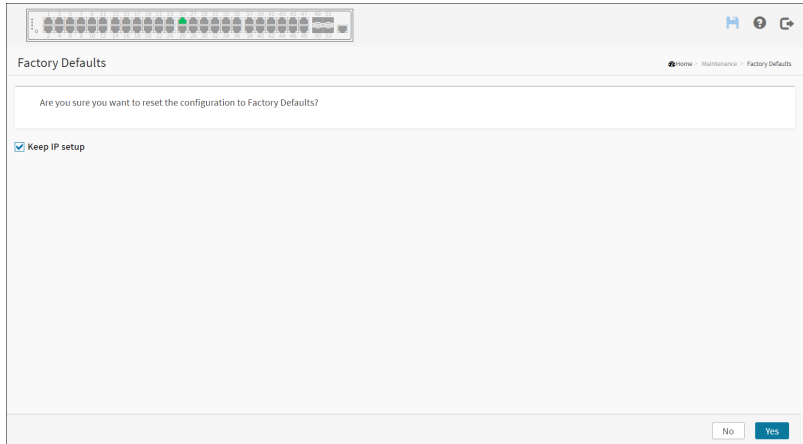 Factory Defaults
Home > Maintenance > Factory Defaults
Are you sure you want to reset the configuration to Factory Defaults?
Keep IP setup
No
Yes